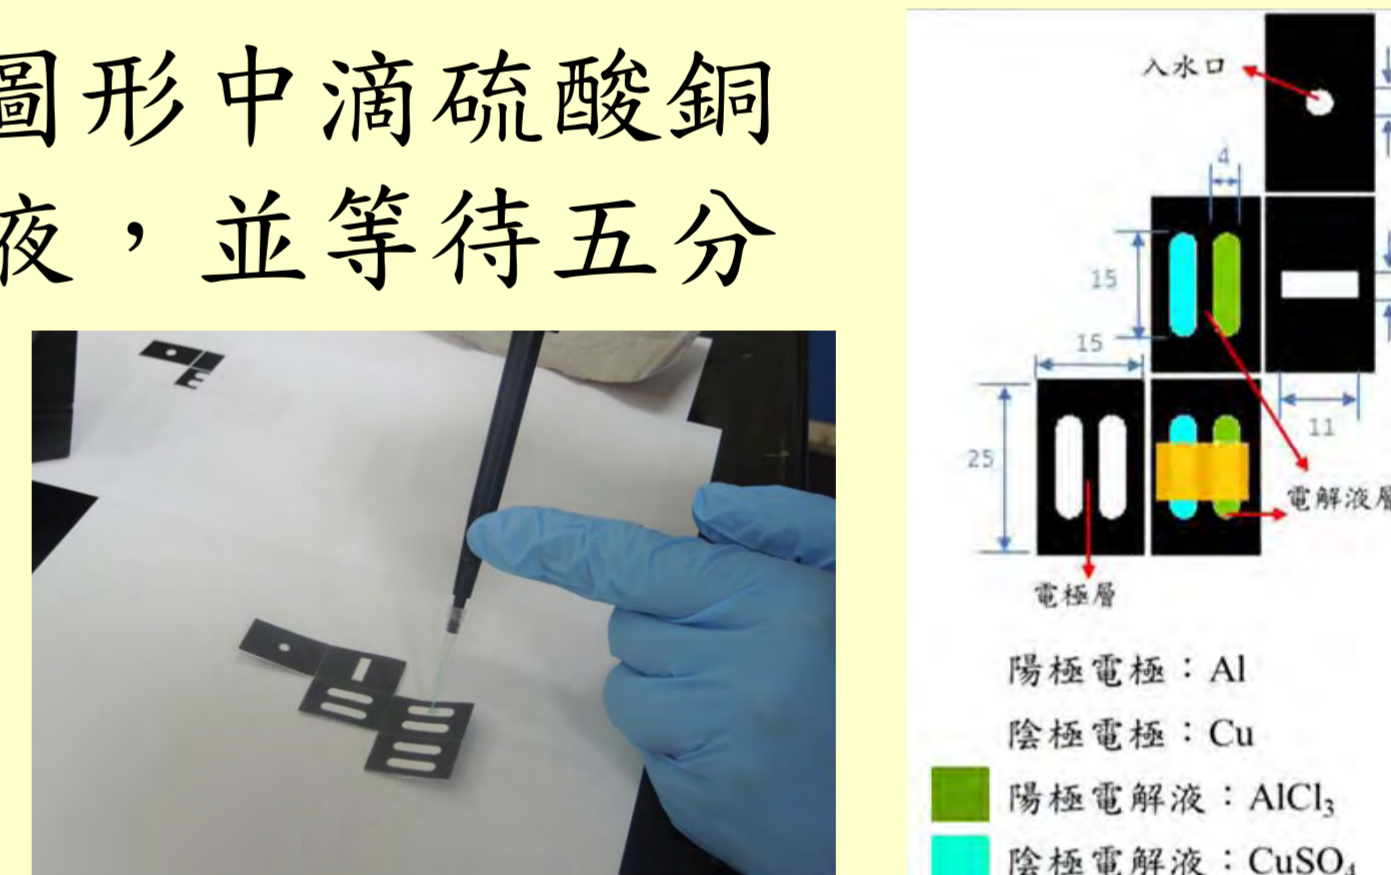 圖形中滴硫酸銅
夜，並等待五分
入水口
4
15
15
11
25
電解液層
電極層
陽極電極：Al
陰極電極：Cu
陽極電解液：AlCl₃
陰極電解液：CuSO₄